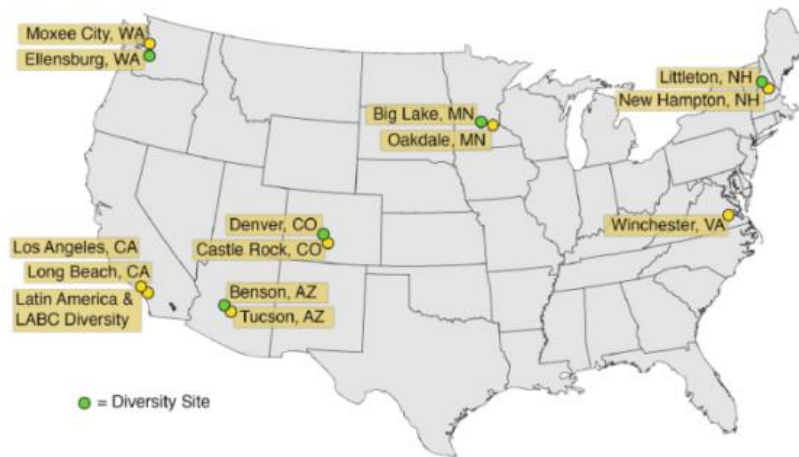 Moxee City, WA
Ellensburg, WA
Littleton, NH
New Hampton, NH
Big Lake, MN
Oakdale, MN
Winchester, VA
Denver, CO
Castle Rock, CO
Los Angeles, CA
Long Beach, CA
Latin America &
LABC Diversity
Benson, AZ
Tucson, AZ
= Diversity Site